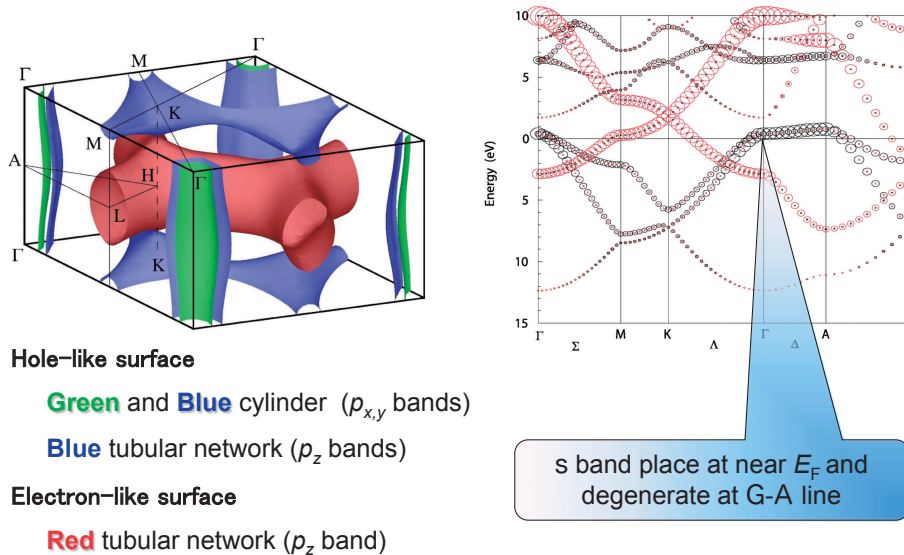 Γ
M
Γ
K
M
A
H
Γ
L
Γ
K
Hole-like surface
Green and Blue cylinder (px,y bands)
Blue tubular network (pz bands)
Electron-like surface
Red tubular network (pz band)
10
5
0
5
10
15
Energy (eV)
Γ
Σ
M
K
Λ
Γ
Δ
A
s band place at near EF and
degenerate at G-A line